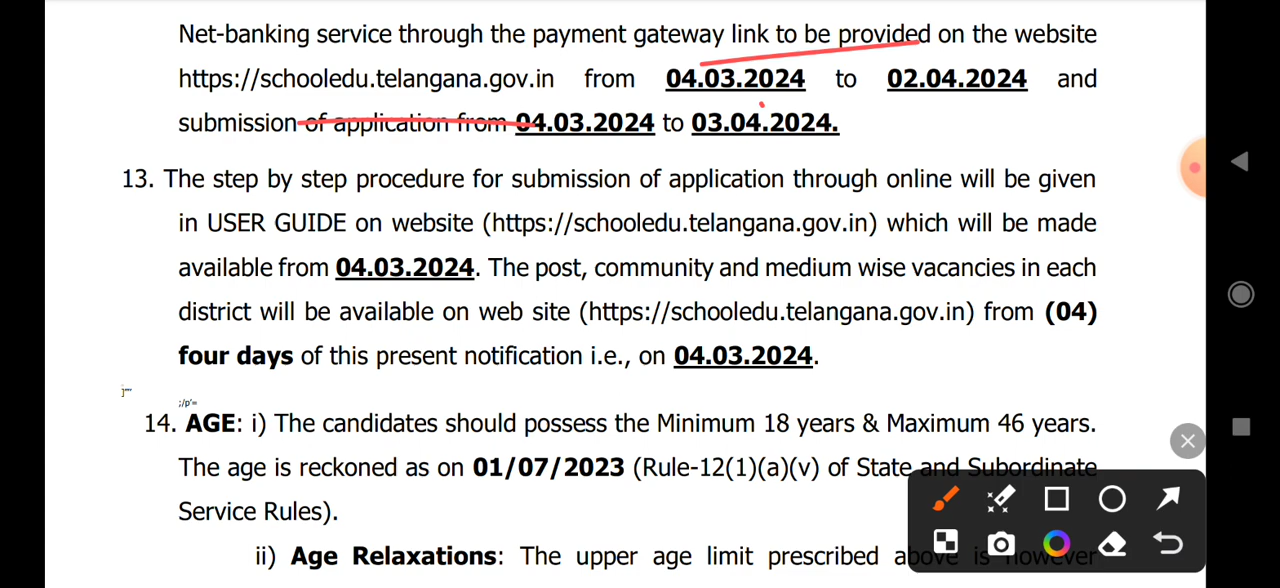 Net-banking service through the payment gateway link to be provided on the website
https://schooledu.telangana.gov.in from 04.03.2024 to 02.04.2024 and
submission of application from 04.03.2024 to 03.04.2024.
13. The step by step procedure for submission of application through online will be given
in USER GUIDE on website (https://schooledu.telangana.gov.in) which will be made
available from 04.03.2024. The post, community and medium wise vacancies in each
district will be available on web site (https://schooledu.telangana.gov.in) from (04)
four days of this present notification i.e., on 04.03.2024.
;/p'=
14. AGE: i) The candidates should possess the Minimum 18 years & Maximum 46 years.
The age is reckoned as on 01/07/2023 (Rule-12(1)(a)(v) of State and Subordinate
Service Rules).
ii) Age Relaxations: The upper age limit prescribed above is however